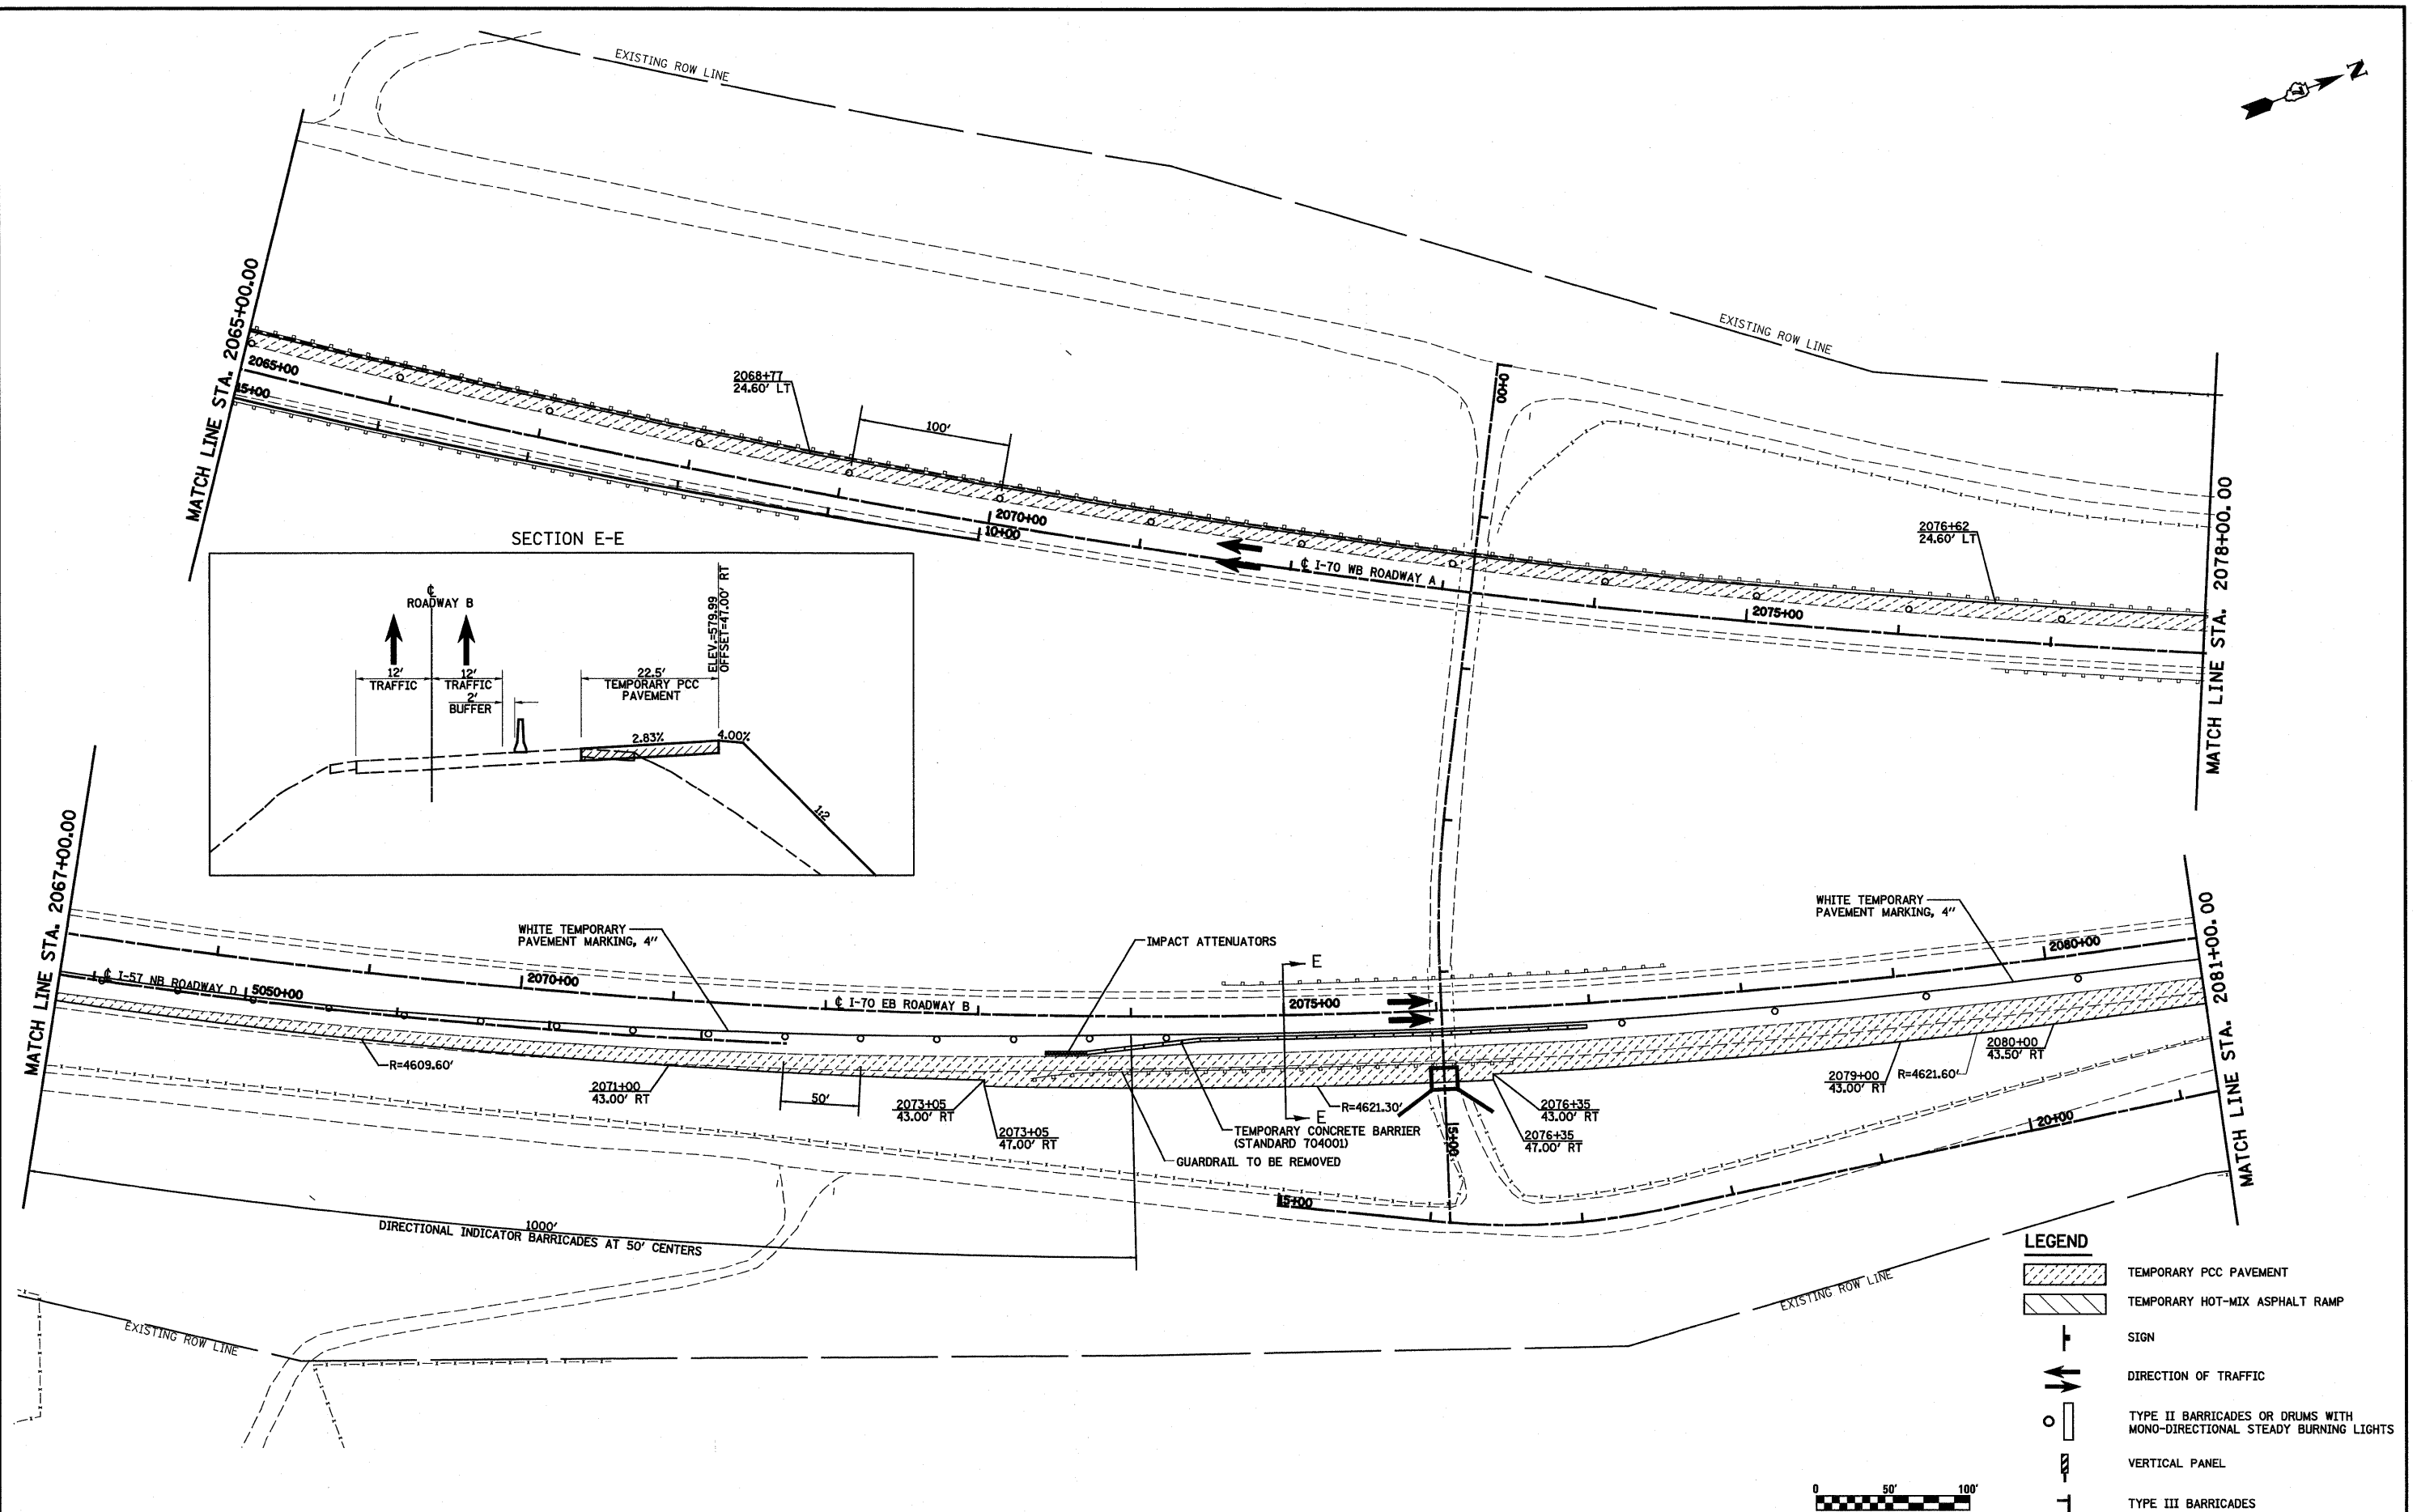 EXISTING ROW LINE
N
EXISTING ROW LINE
MATCH LINE STA. 2065+00.00
2065+00
15+00
2068+77
24.60' LT
100'
2070+00
10+00
0+00
℄ I-70 WB ROADWAY A
2076+62
24.60' LT
2075+00
MATCH LINE STA. 2078+00.00
SECTION E-E
℄
ROADWAY B
ELEV.=579.99
OFFSET=47.00' RT
12'
TRAFFIC
12'
TRAFFIC
2'
BUFFER
22.5'
TEMPORARY PCC
PAVEMENT
2.83%
4.00%
1:2
MATCH LINE STA. 2067+00.00
WHITE TEMPORARY
PAVEMENT MARKING, 4"
IMPACT ATTENUATORS
E
WHITE TEMPORARY
PAVEMENT MARKING, 4"
℄ I-57 NB ROADWAY D
5050+00
2070+00
℄ I-70 EB ROADWAY B
2075+00
2080+00
MATCH LINE STA. 2081+00.00
R=4609.60'
2071+00
43.00' RT
50'
2073+05
43.00' RT
2073+05
47.00' RT
R=4621.30'
E
TEMPORARY CONCRETE BARRIER
(STANDARD 704001)
GUARDRAIL TO BE REMOVED
15+00
2076+35
43.00' RT
2076+35
47.00' RT
2079+00
43.00' RT
R=4621.60'
2080+00
43.50' RT
20+00
15+00
1000'
DIRECTIONAL INDICATOR BARRICADES AT 50' CENTERS
EXISTING ROW LINE
EXISTING ROW LINE
LEGEND
TEMPORARY PCC PAVEMENT
TEMPORARY HOT-MIX ASPHALT RAMP
SIGN
DIRECTION OF TRAFFIC
TYPE II BARRICADES OR DRUMS WITH
MONO-DIRECTIONAL STEADY BURNING LIGHTS
VERTICAL PANEL
TYPE III BARRICADES
0 50' 100'